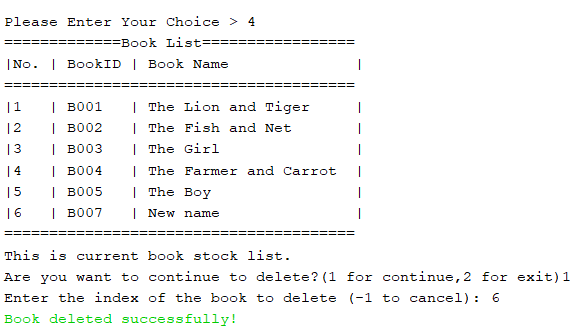 Please Enter Your Choice > 4
=============Book List=================
|No. | BookID | Book Name              |
=======================================
|1   | B001   | The Lion and Tiger     |
|2   | B002   | The Fish and Net       |
|3   | B003   | The Girl               |
|4   | B004   | The Farmer and Carrot  |
|5   | B005   | The Boy                |
|6   | B007   | New name               |
=======================================
This is current book stock list.
Are you want to continue to delete?(1 for continue,2 for exit)1
Enter the index of the book to delete (-1 to cancel): 6
Book deleted successfully!